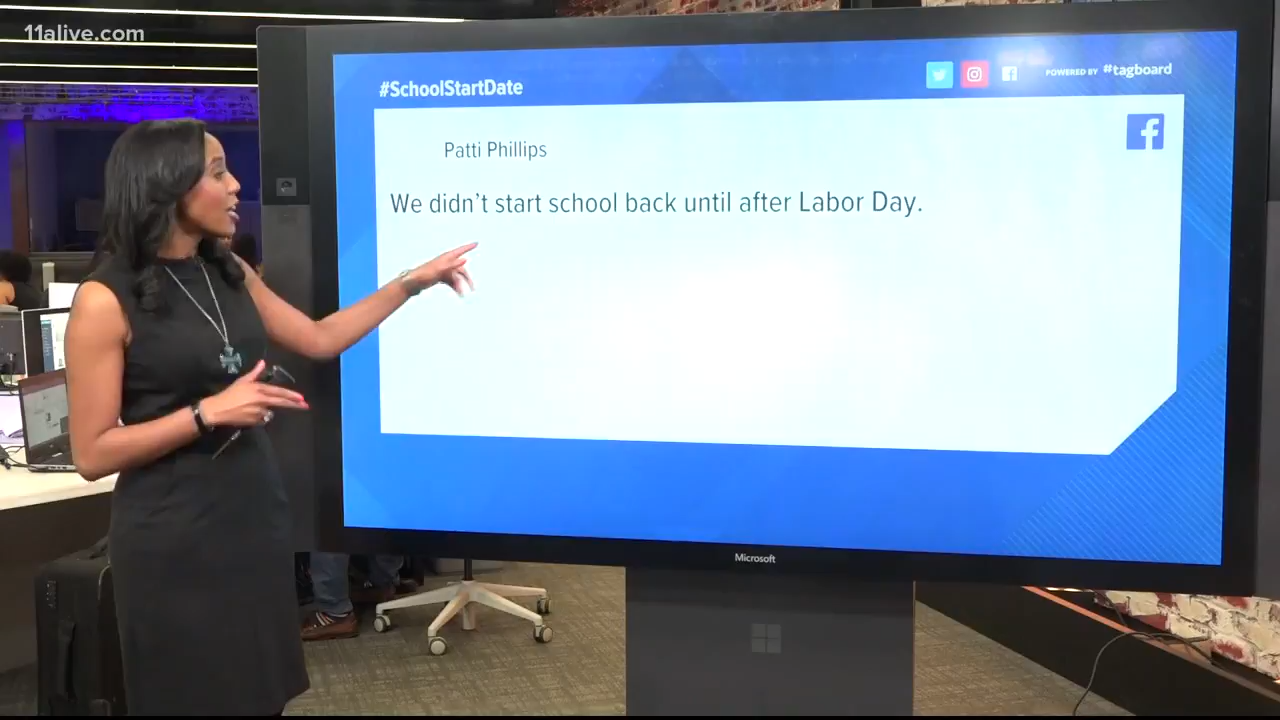 11alive.com
#SchoolStartDate
POWERED BY #tagboard
Patti Phillips
We didn't start school back until after Labor Day.
Microsoft